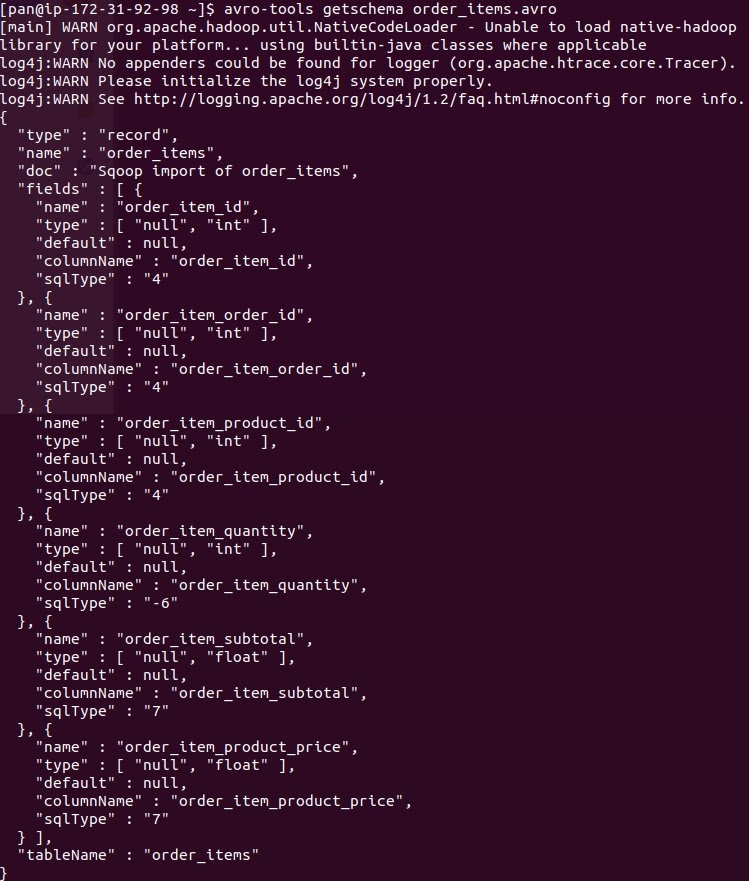 [pan@ip-172-31-92-98 ~]$ avro-tools getschema order_items.avro
[main] WARN org.apache.hadoop.util.NativeCodeLoader - Unable to load native-hadoop
library for your platform... using builtin-java classes where applicable
log4j:WARN No appenders could be found for logger (org.apache.htrace.core.Tracer).
log4j:WARN Please initialize the log4j system properly.
log4j:WARN See http://logging.apache.org/log4j/1.2/faq.html#noconfig for more info.
{
  "type" : "record",
  "name" : "order_items",
  "doc" : "Sqoop import of order_items",
  "fields" : [ {
    "name" : "order_item_id",
    "type" : [ "null", "int" ],
    "default" : null,
    "columnName" : "order_item_id",
    "sqlType" : "4"
  }, {
    "name" : "order_item_order_id",
    "type" : [ "null", "int" ],
    "default" : null,
    "columnName" : "order_item_order_id",
    "sqlType" : "4"
  }, {
    "name" : "order_item_product_id",
    "type" : [ "null", "int" ],
    "default" : null,
    "columnName" : "order_item_product_id",
    "sqlType" : "4"
  }, {
    "name" : "order_item_quantity",
    "type" : [ "null", "int" ],
    "default" : null,
    "columnName" : "order_item_quantity",
    "sqlType" : "-6"
  }, {
    "name" : "order_item_subtotal",
    "type" : [ "null", "float" ],
    "default" : null,
    "columnName" : "order_item_subtotal",
    "sqlType" : "7"
  }, {
    "name" : "order_item_product_price",
    "type" : [ "null", "float" ],
    "default" : null,
    "columnName" : "order_item_product_price",
    "sqlType" : "7"
  } ],
  "tableName" : "order_items"
}